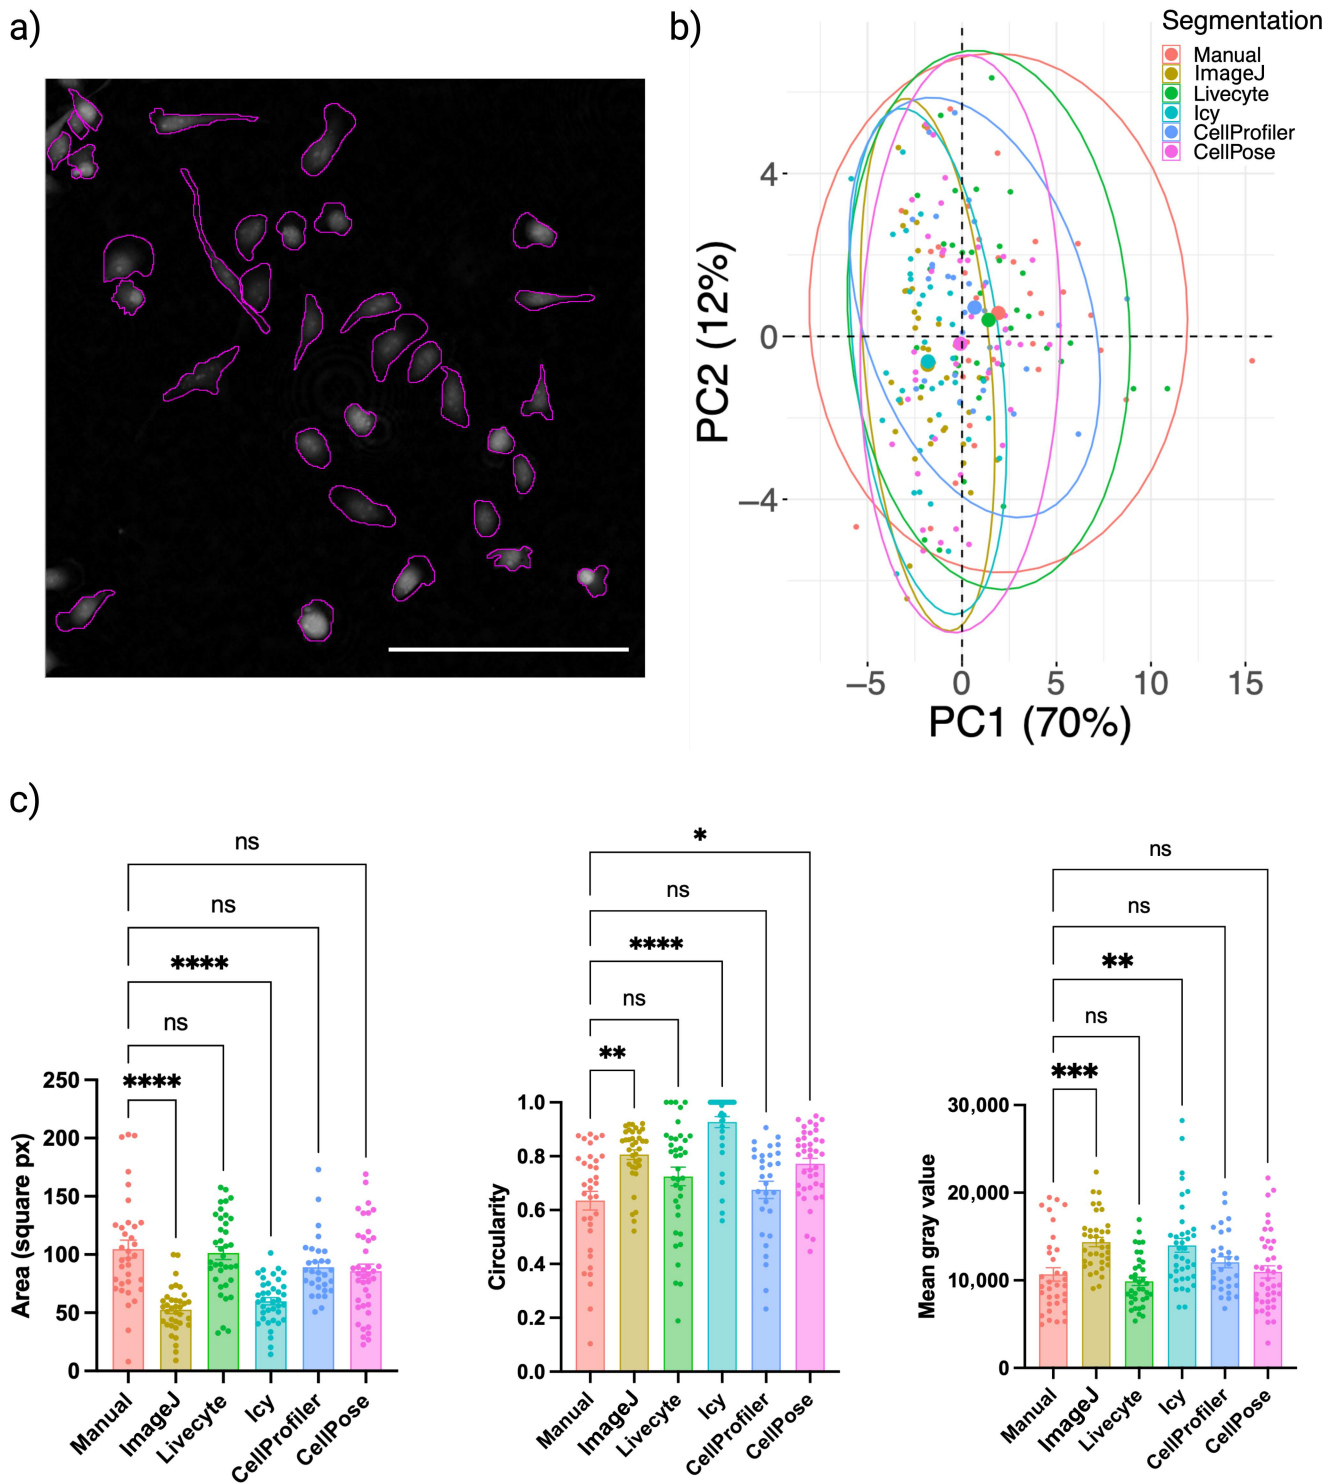 a)
b)
Segmentation
Manual
ImageJ
Livecyte
Icy
CellProfiler
CellPose
PC2 (12%)
4
0
−4
−5 0 5 10 15
PC1 (70%)
c)
ns
ns
****
ns
****
Area (square px)
250
200
150
100
50
0
Manual ImageJ Livecyte Icy CellProfiler CellPose
*
ns
****
ns
**
Circularity
1.0
0.8
0.6
0.4
0.2
0.0
Manual ImageJ Livecyte Icy CellProfiler CellPose
ns
ns
**
ns
***
Mean gray value
30,000
20,000
10,000
0
Manual ImageJ Livecyte Icy CellProfiler CellPose